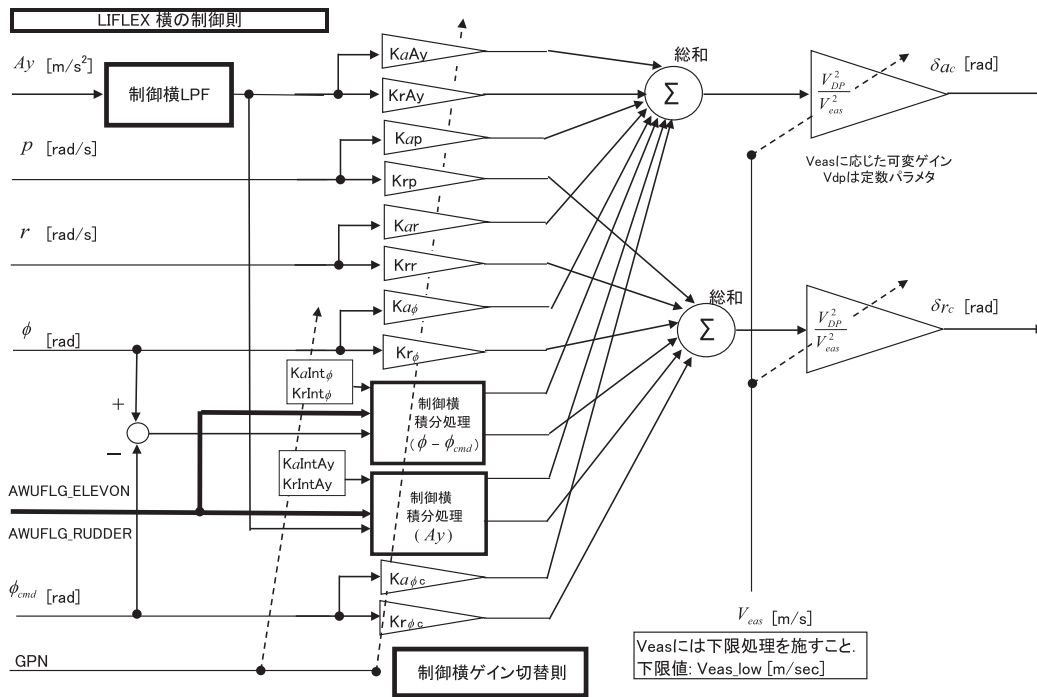 LIFLEX 横の制御則
Ay [m/s²]
制御横LPF
KaAy
KrAy
総和
Σ
V²DP
V²eas
δac [rad]
p [rad/s]
Kap
Krp
Veasに応じた可変ゲイン
Vdpは定数パラメタ
r [rad/s]
Kar
Krr
Kaφ
総和
Σ
V²DP
V²eas
δrc [rad]
φ [rad]
Krφ
KaIntφ
KrIntφ
制御横
積分処理
(φ − φcmd)
+
−
KaIntAy
KrIntAy
制御横
積分処理
(Ay)
AWUFLG_ELEVON
AWUFLG_RUDDER
Kaφc
φcmd [rad]
Krφc
Veas [m/s]
Veasには下限処理を施すこと.
下限値: Veas_low [m/sec]
GPN
制御横ゲイン切替則